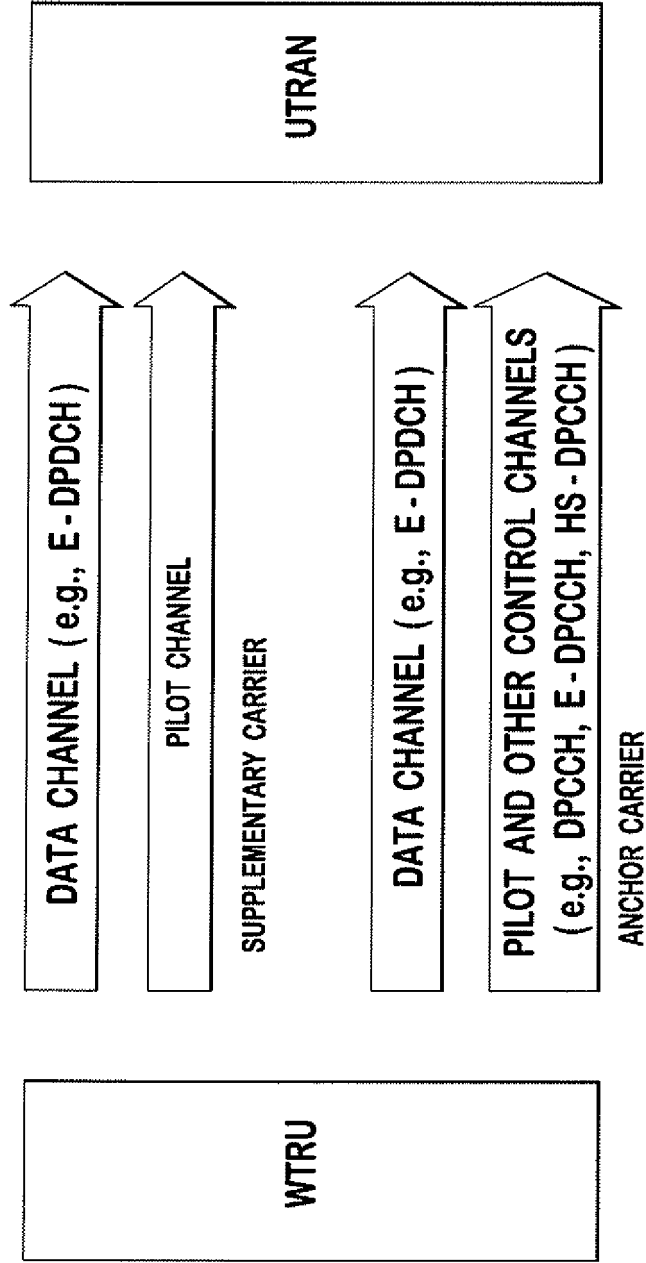 UTRAN
DATA CHANNEL (e.g., E-DPDCH)
PILOT CHANNEL
SUPPLEMENTARY CARRIER
DATA CHANNEL (e.g., E-DPDCH)
PILOT AND OTHER CONTROL CHANNELS
(e.g., DPCCH, E-DPCCH, HS-DPCCH)
ANCHOR CARRIER
WTRU